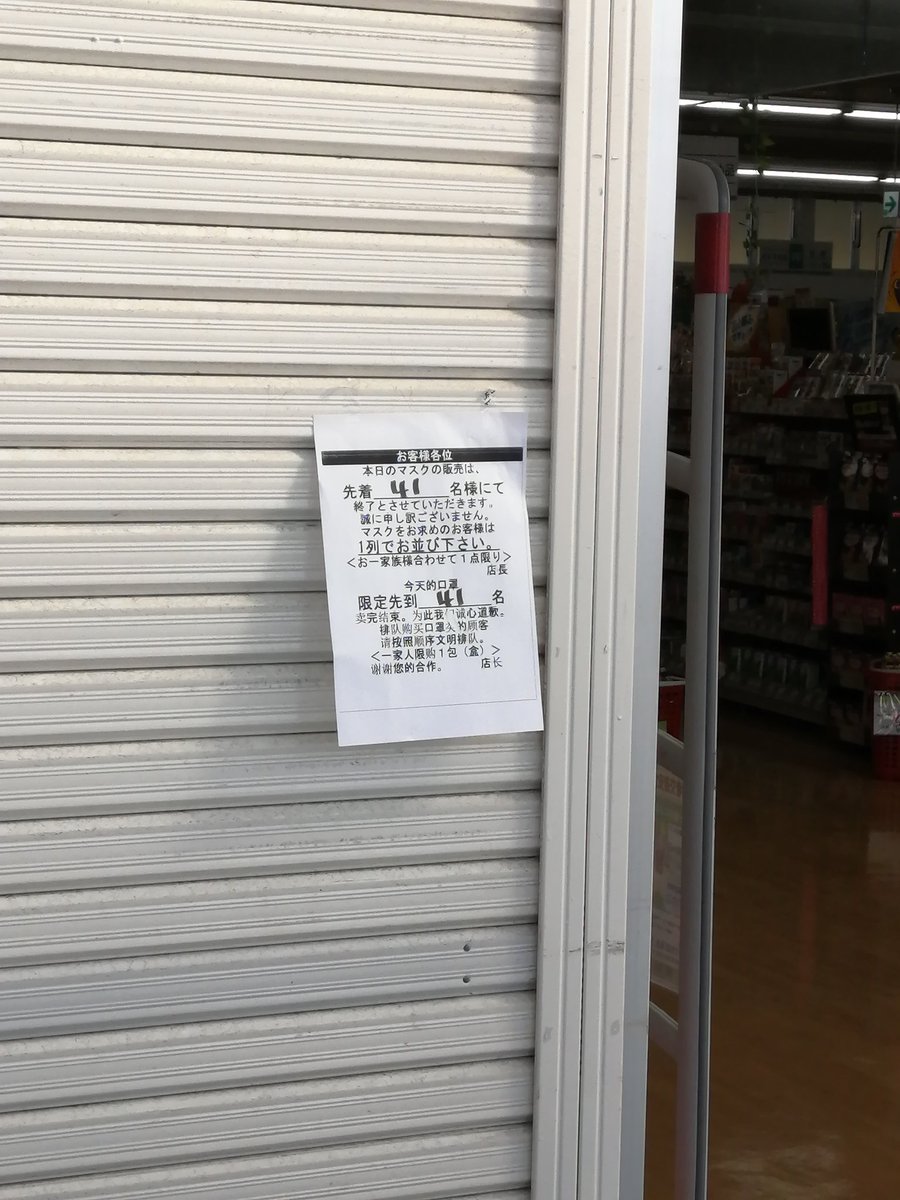 お客様各位
本日のマスクの販売は、
先着 41 名様にて
終了とさせていただきます。
誠に申し訳ございません。
マスクをお求めのお客様は
1列でお並び下さい。
<お一家族様合わせて1点限り>
店長
今天的口罩
限定先到 41 名
卖完结束。为此我们诚心道歉。
排队购买口罩的顾客
请按照顺序文明排队。
<一家人限购1包（盒）>
谢谢您的合作。 店长